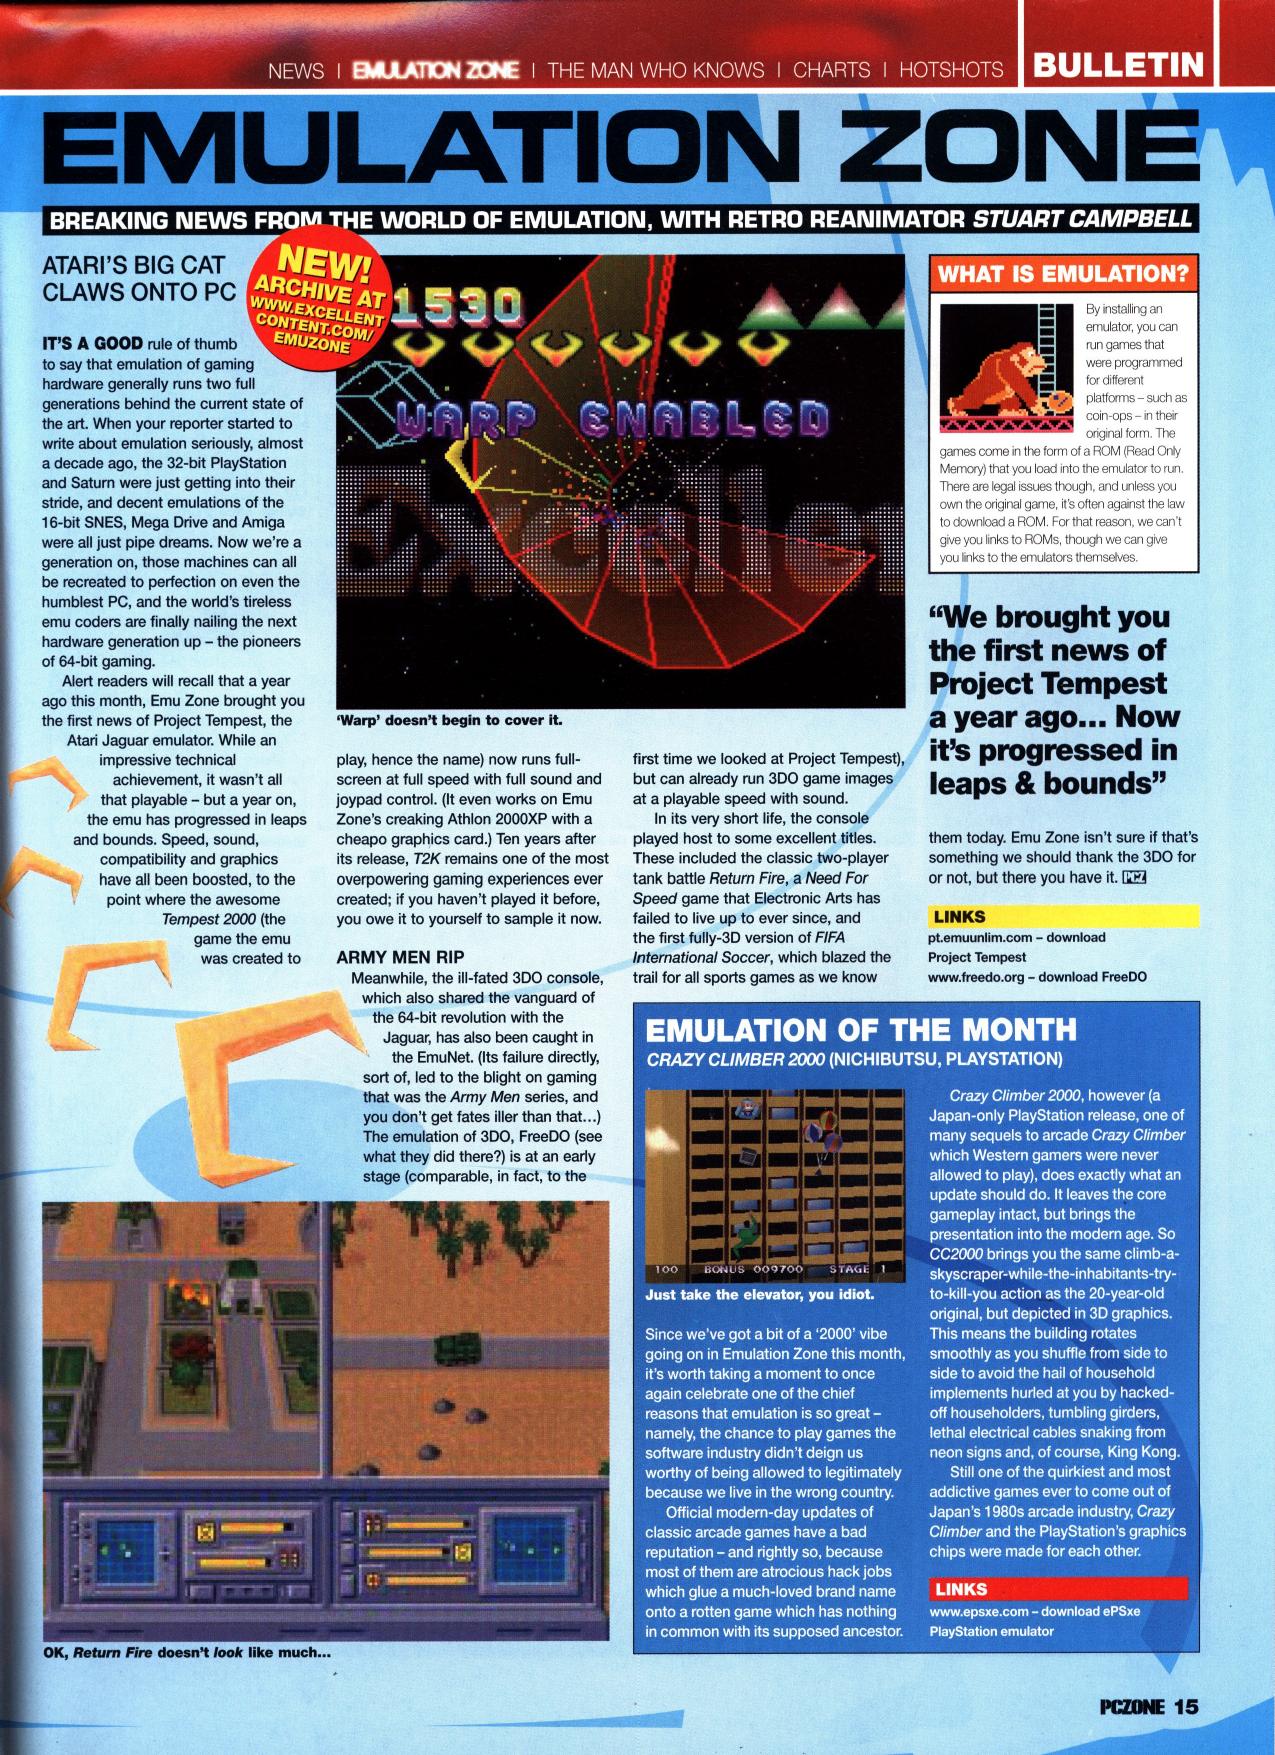 NEWS | EMULATION ZONE | THE MAN WHO KNOWS | CHARTS | HOTSHOTS
BULLETIN
EMULATION ZONE
BREAKING NEWS FROM THE WORLD OF EMULATION, WITH RETRO REANIMATOR STUART CAMPBELL
ATARI'S BIG CAT
CLAWS ONTO PC
NEW!
ARCHIVE AT
WWW.EXCELLENT
CONTENT.COM/
EMUZONE
IT'S A GOOD rule of thumb
to say that emulation of gaming
hardware generally runs two full
generations behind the current state of
the art. When your reporter started to
write about emulation seriously, almost
a decade ago, the 32-bit PlayStation
and Saturn were just getting into their
stride, and decent emulations of the
16-bit SNES, Mega Drive and Amiga
were all just pipe dreams. Now we're a
generation on, those machines can all
be recreated to perfection on even the
humblest PC, and the world's tireless
emu coders are finally nailing the next
hardware generation up – the pioneers
of 64-bit gaming.
Alert readers will recall that a year
ago this month, Emu Zone brought you
the first news of Project Tempest, the
Atari Jaguar emulator. While an
impressive technical
achievement, it wasn't all
that playable – but a year on,
the emu has progressed in leaps
and bounds. Speed, sound,
compatibility and graphics
have all been boosted, to the
point where the awesome
Tempest 2000 (the
game the emu
was created to
1530
WARP ENABLED
Excellen
'Warp' doesn't begin to cover it.
play, hence the name) now runs full-
screen at full speed with full sound and
joypad control. (It even works on Emu
Zone's creaking Athlon 2000XP with a
cheapo graphics card.) Ten years after
its release, T2K remains one of the most
overpowering gaming experiences ever
created; if you haven't played it before,
you owe it to yourself to sample it now.
ARMY MEN RIP
Meanwhile, the ill-fated 3DO console,
which also shared the vanguard of
the 64-bit revolution with the
Jaguar, has also been caught in
the EmuNet. (Its failure directly,
sort of, led to the blight on gaming
that was the Army Men series, and
you don't get fates iller than that...)
The emulation of 3DO, FreeDO (see
what they did there?) is at an early
stage (comparable, in fact, to the
first time we looked at Project Tempest),
but can already run 3DO game images
at a playable speed with sound.
In its very short life, the console
played host to some excellent titles.
These included the classic two-player
tank battle Return Fire, a Need For
Speed game that Electronic Arts has
failed to live up to ever since, and
the first fully-3D version of FIFA
International Soccer, which blazed the
trail for all sports games as we know
WHAT IS EMULATION?
By installing an
emulator, you can
run games that
were programmed
for different
platforms – such as
coin-ops – in their
original form. The
games come in the form of a ROM (Read Only
Memory) that you load into the emulator to run.
There are legal issues though, and unless you
own the original game, it's often against the law
to download a ROM. For that reason, we can't
give you links to ROMs, though we can give
you links to the emulators themselves.
"We brought you
the first news of
Project Tempest
a year ago... Now
it's progressed in
leaps & bounds"
them today. Emu Zone isn't sure if that's
something we should thank the 3DO for
or not, but there you have it. PCZ
LINKS
pt.emuunlim.com – download
Project Tempest
www.freedo.org – download FreeDO
OK, Return Fire doesn't look like much...
EMULATION OF THE MONTH
CRAZY CLIMBER 2000 (NICHIBUTSU, PLAYSTATION)
100 BONUS 009700 STAGE 1
Just take the elevator, you idiot.
Since we've got a bit of a '2000' vibe
going on in Emulation Zone this month,
it's worth taking a moment to once
again celebrate one of the chief
reasons that emulation is so great –
namely, the chance to play games the
software industry didn't deign us
worthy of being allowed to legitimately
because we live in the wrong country.
Official modern-day updates of
classic arcade games have a bad
reputation – and rightly so, because
most of them are atrocious hack jobs
which glue a much-loved brand name
onto a rotten game which has nothing
in common with its supposed ancestor.
Crazy Climber 2000, however (a
Japan-only PlayStation release, one of
many sequels to arcade Crazy Climber
which Western gamers were never
allowed to play), does exactly what an
update should do. It leaves the core
gameplay intact, but brings the
presentation into the modern age. So
CC2000 brings you the same climb-a-
skyscraper-while-the-inhabitants-try-
to-kill-you action as the 20-year-old
original, but depicted in 3D graphics.
This means the building rotates
smoothly as you shuffle from side to
side to avoid the hail of household
implements hurled at you by hacked-
off householders, tumbling girders,
lethal electrical cables snaking from
neon signs and, of course, King Kong.
Still one of the quirkiest and most
addictive games ever to come out of
Japan's 1980s arcade industry, Crazy
Climber and the PlayStation's graphics
chips were made for each other.
LINKS
www.epsxe.com – download ePSxe
PlayStation emulator
PCZONE 15